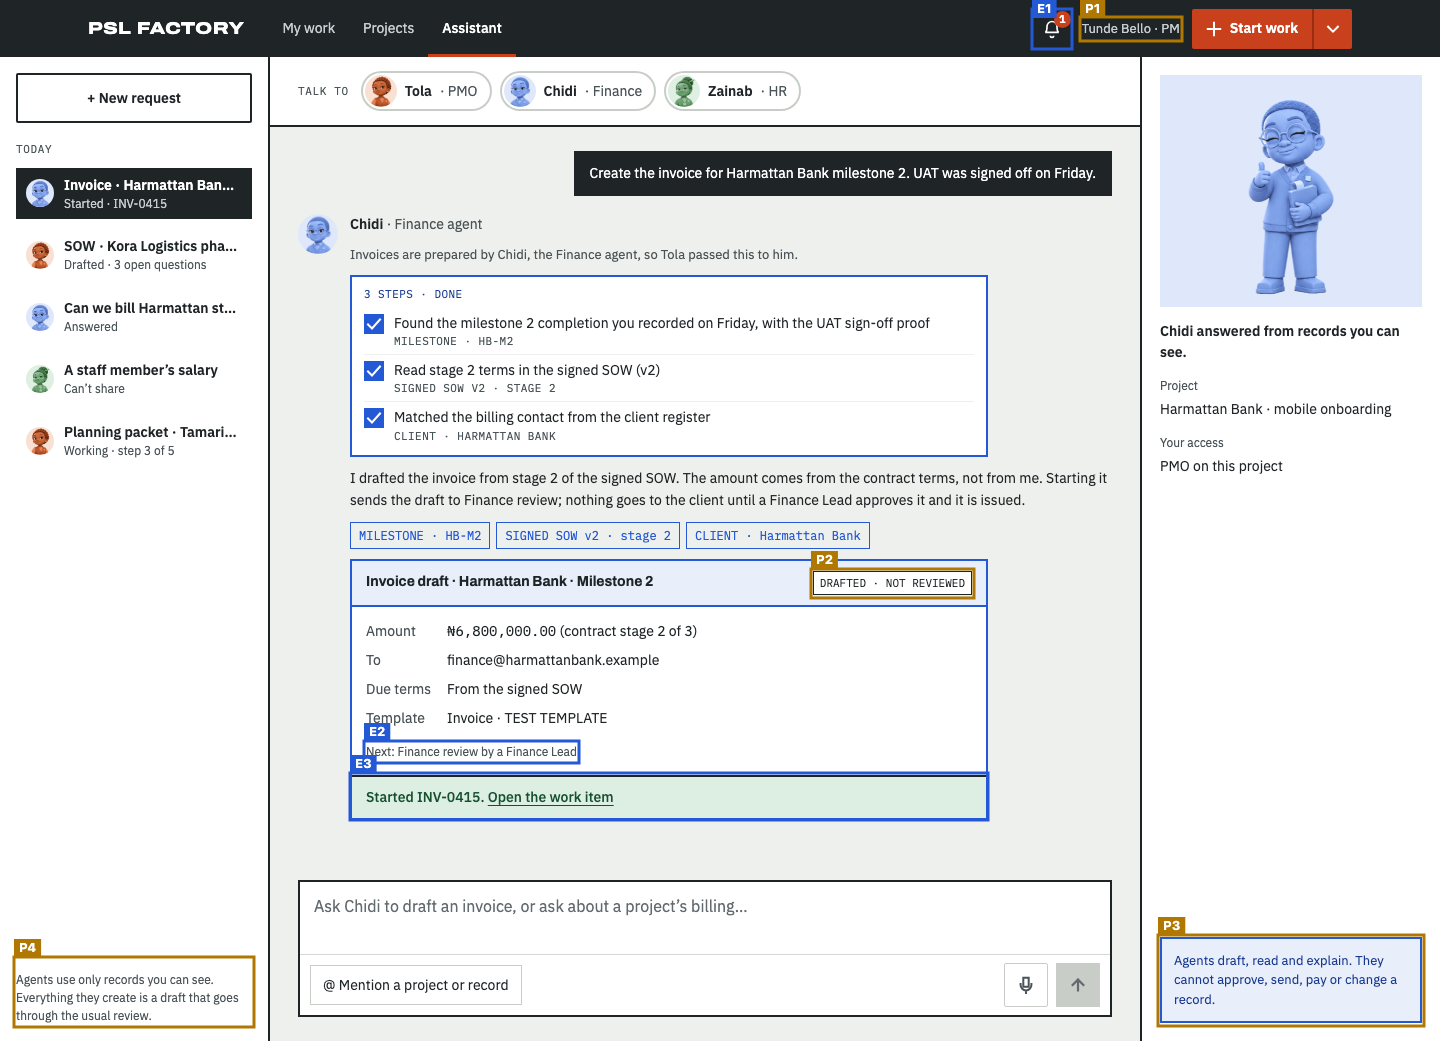 PSL FACTORY
My work
Projects
Assistant
E1
1
P1
Tunde Bello · PM
Start work
+ New request
TODAY
Invoice · Harmattan Ban...
Started · INV-0415
SOW · Kora Logistics pha...
Drafted · 3 open questions
Can we bill Harmattan st...
Answered
A staff member’s salary
Can’t share
Planning packet · Tamari...
Working · step 3 of 5
P4
Agents use only records you can see.
Everything they create is a draft that goes
through the usual review.
TALK TO
Tola · PMO
Chidi · Finance
Zainab · HR
Create the invoice for Harmattan Bank milestone 2. UAT was signed off on Friday.
Chidi · Finance agent
Invoices are prepared by Chidi, the Finance agent, so Tola passed this to him.
3 STEPS · DONE
Found the milestone 2 completion you recorded on Friday, with the UAT sign-off proof
MILESTONE · HB-M2
Read stage 2 terms in the signed SOW (v2)
SIGNED SOW V2 · STAGE 2
Matched the billing contact from the client register
CLIENT · HARMATTAN BANK
I drafted the invoice from stage 2 of the signed SOW. The amount comes from the contract terms, not from me. Starting it
sends the draft to Finance review; nothing goes to the client until a Finance Lead approves it and it is issued.
MILESTONE · HB-M2
SIGNED SOW v2 · stage 2
CLIENT · Harmattan Bank
P2
Invoice draft · Harmattan Bank · Milestone 2
DRAFTED · NOT REVIEWED
Amount ₦6,800,000.00 (contract stage 2 of 3)
To finance@harmattanbank.example
Due terms From the signed SOW
Template Invoice · TEST TEMPLATE
E2
Next: Finance review by a Finance Lead
E3
Started INV-0415. Open the work item
Ask Chidi to draft an invoice, or ask about a project’s billing...
@ Mention a project or record
Chidi answered from records you can
see.
Project
Harmattan Bank · mobile onboarding
Your access
PMO on this project
P3
Agents draft, read and explain. They
cannot approve, send, pay or change a
record.